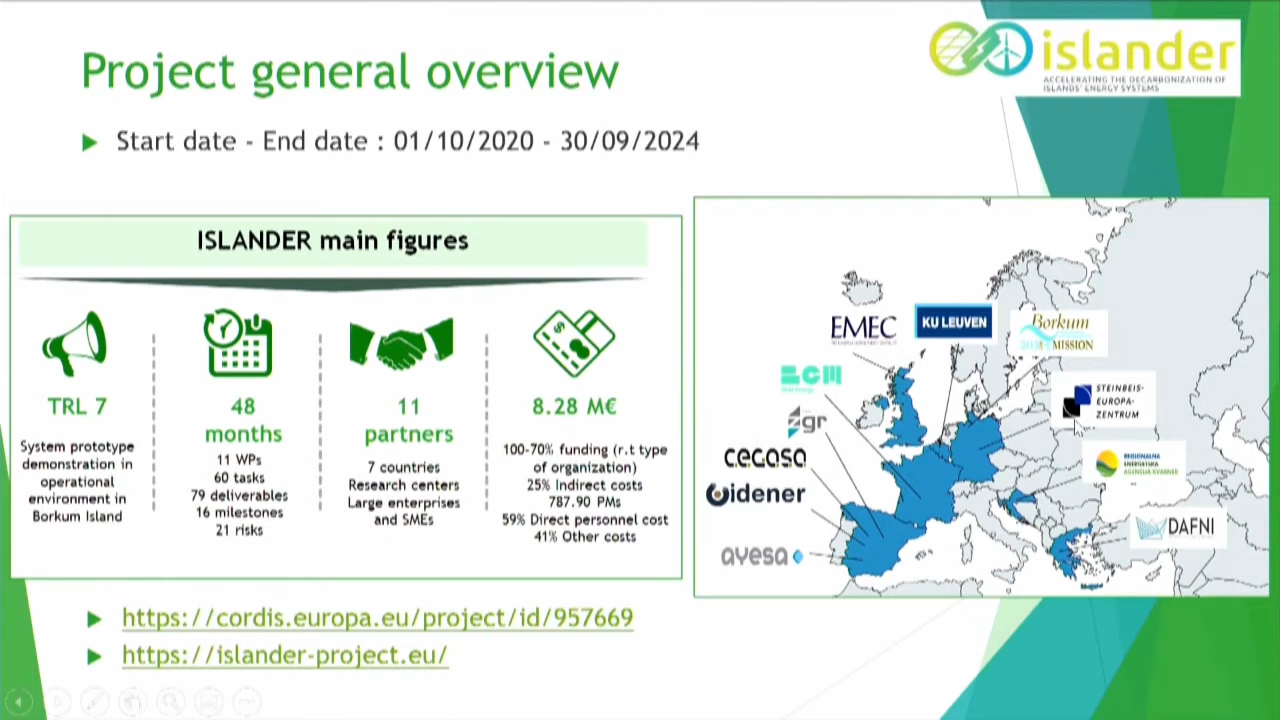 Project general overview
islander
ACCELERATING THE DECARBONIZATION OF
ISLANDS' ENERGY SYSTEMS
Start date - End date : 01/10/2020 - 30/09/2024
ISLANDER main figures
TRL 7
System prototype
demonstration in
operational
environment in
Borkum Island
48
months
11 WPs
60 tasks
79 deliverables
16 milestones
21 risks
11
partners
7 countries
Research centers
Large enterprises
and SMEs
8.28 M€
100-70% funding (r.t type
of organization)
25% Indirect costs
787.90 PMs
59% Direct personnel cost
41% Other costs
EMEC
KU LEUVEN
Borkum
MISSION
STEINBEIS-
EUROPA-
ZENTRUM
zgr
cegasa
idener
REGIONALNA
ENERGETSKA
AGENCIJA KVARNER
DAFNI
ayesa
https://cordis.europa.eu/project/id/957669
https://islander-project.eu/